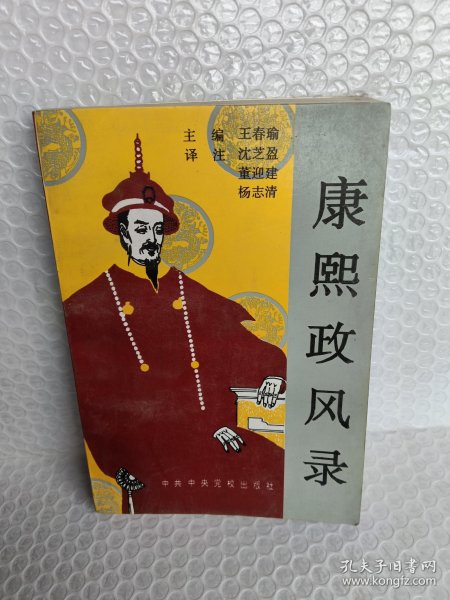 主编 王春瑜
译注 沈芝盈
董迎建
杨志清
康熙政风录
中共中央党校出版社
孔夫子旧书网
www.kongfz.com